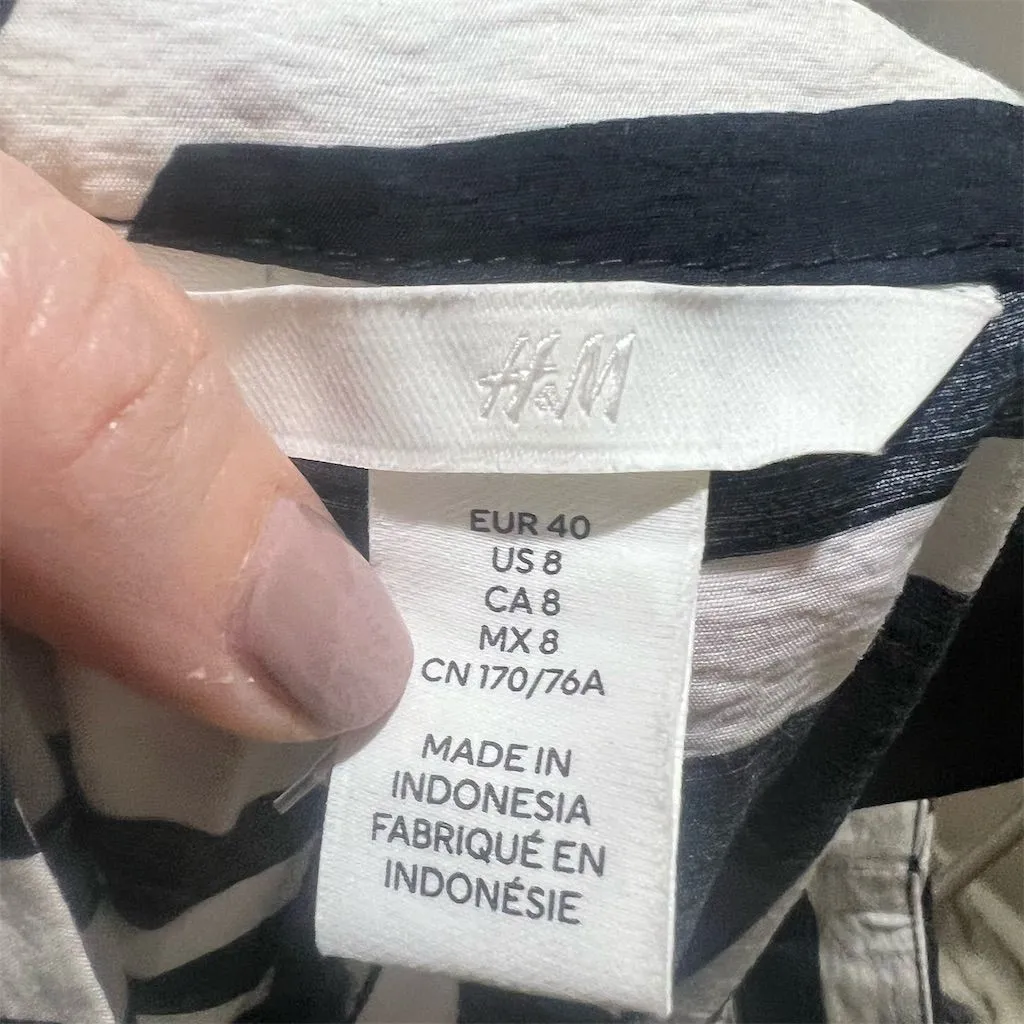 H&M
EUR 40
US 8
CA 8
MX 8
CN 170/76A
MADE IN
INDONESIA
FABRIQUÉ EN
INDONÉSIE